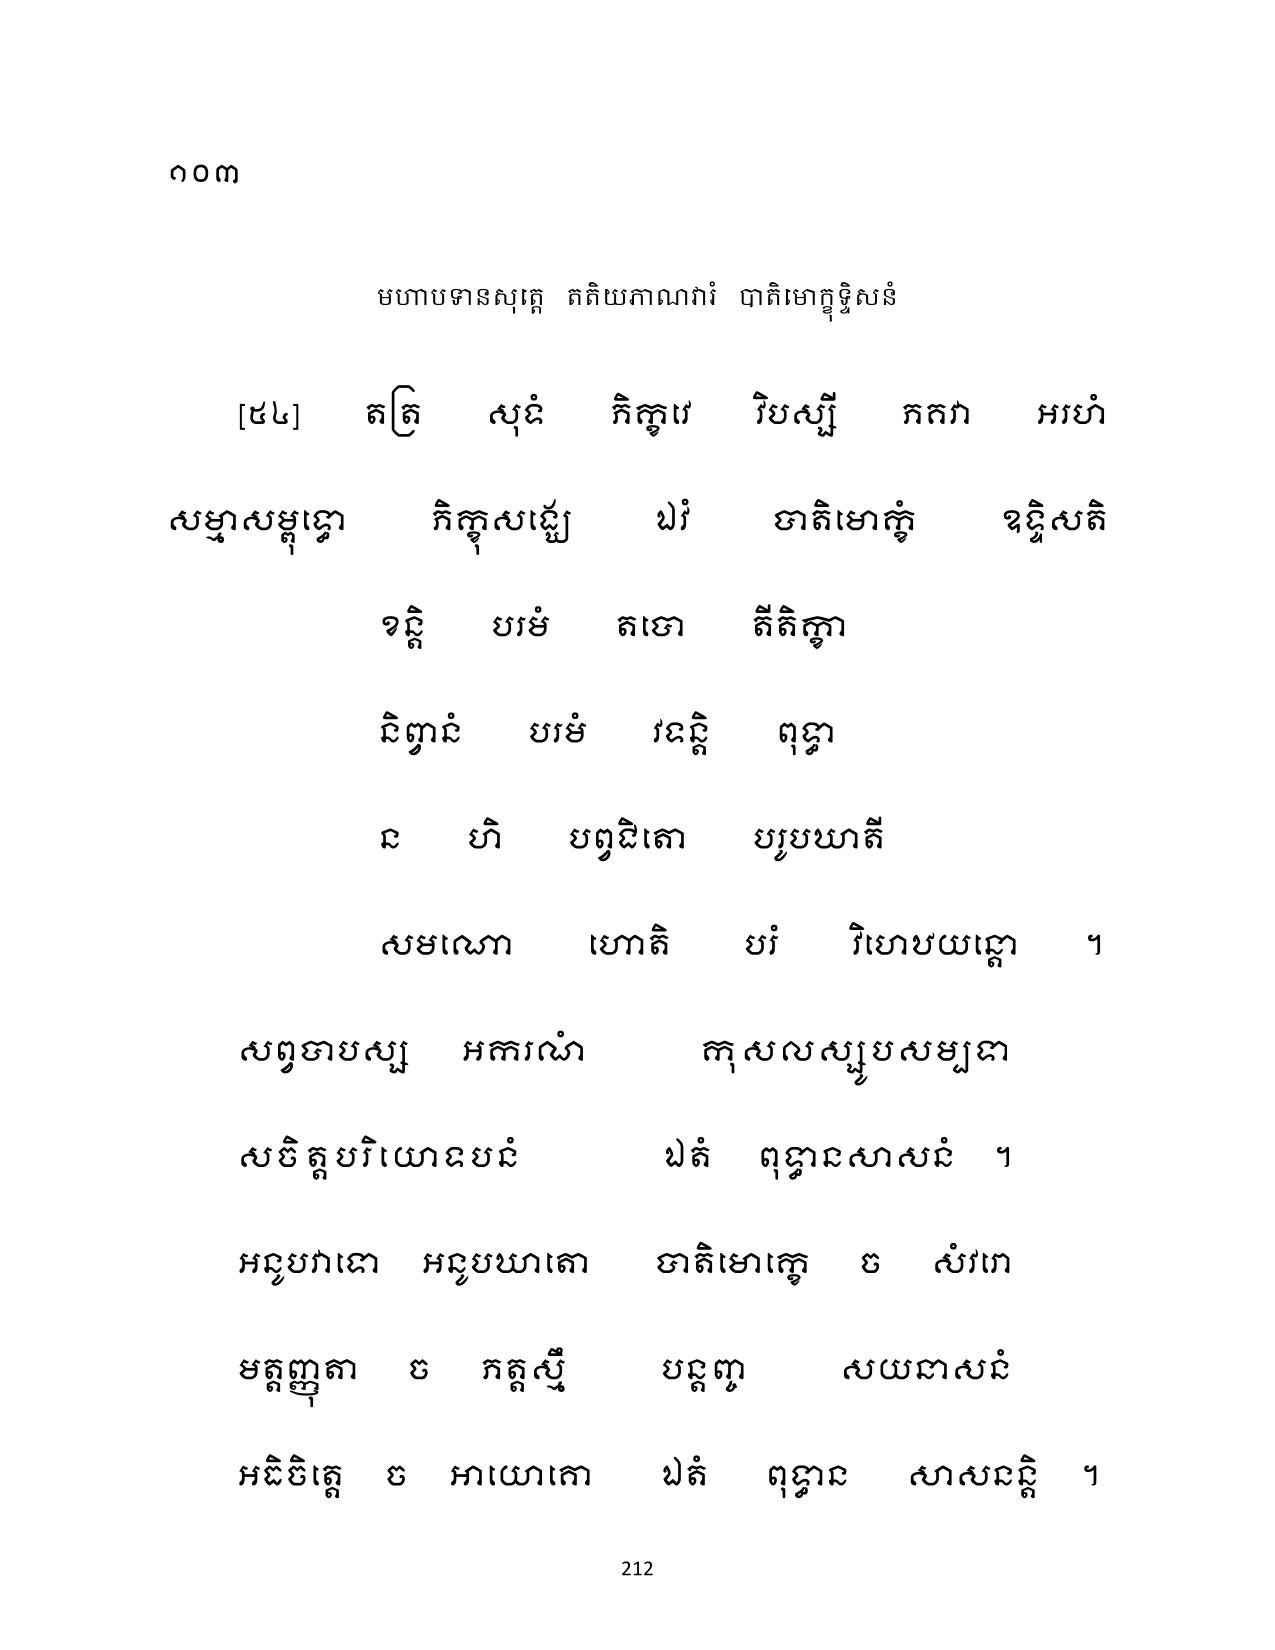 ១០៣
មហាបទានសុត្តេ តតិយភាណវារំ បាតិមោក្ខុទ្ទិសនំ
[៥៤] តត្រ សុទំ ភិក្ខវេ វិបស្សី ភគវា អរហំ
សម្មាសម្ពុទ្ធោ ភិក្ខុសង្ឃេ ឯវំ បាតិមោក្ខំ ឧទ្ទិសតិ
ខន្តិ បរមំ តបោ តីតិក្ខា
និព្វានំ បរមំ វទន្តិ ពុទ្ធា
ន ហិ បព្វជិតោ បរូបឃាតី
សមណោ ហោតិ បរំ វិហេឋយន្តោ ។
សព្វបាបស្ស អករណំ កុសលស្សូបសម្បទា
សចិត្តបរិយោទបនំ ឯតំ ពុទ្ធានសាសនំ ។
អនូបវាទោ អនូបឃាតោ បាតិមោក្ខេ ច សំវរោ
មត្តញ្ញុតា ច ភត្តស្មឹ បន្តញ្ច សយនាសនំ
អធិចិត្តេ ច អាយោគោ ឯតំ ពុទ្ធាន សាសនន្តិ ។
212